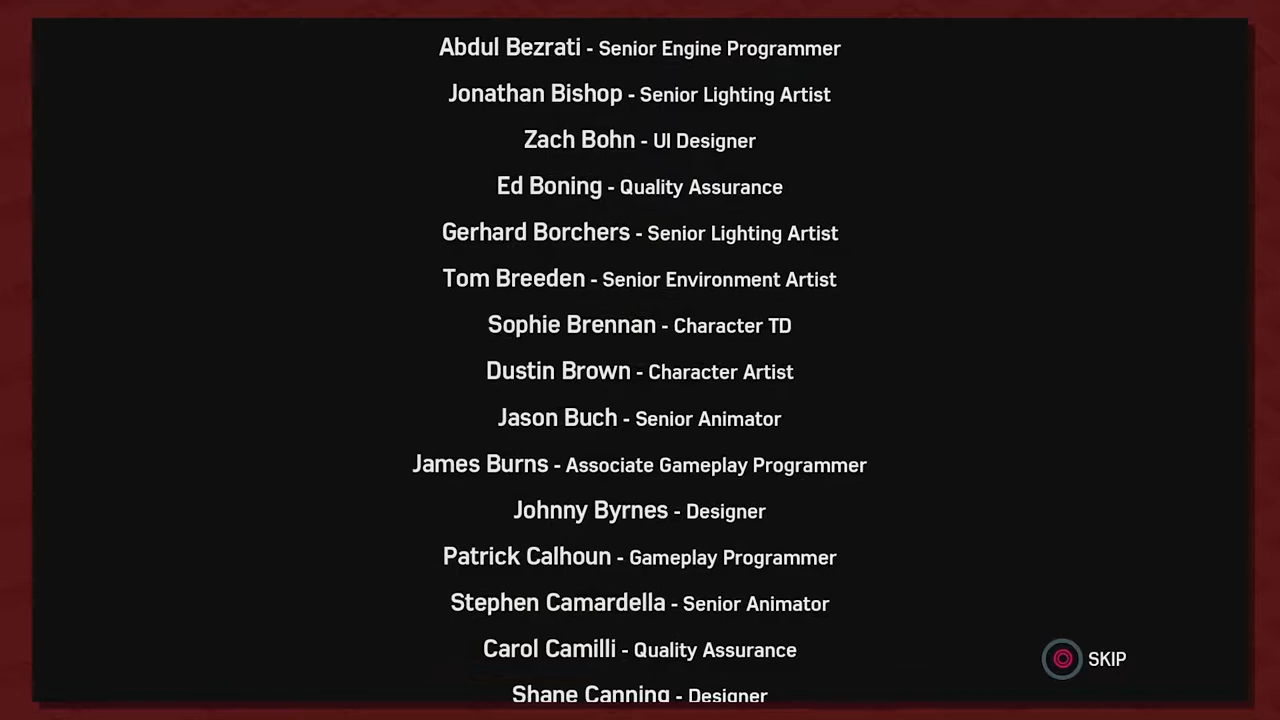 Abdul Bezrati - Senior Engine Programmer
Jonathan Bishop - Senior Lighting Artist
Zach Bohn - UI Designer
Ed Boning - Quality Assurance
Gerhard Borchers - Senior Lighting Artist
Tom Breeden - Senior Environment Artist
Sophie Brennan - Character TD
Dustin Brown - Character Artist
Jason Buch - Senior Animator
James Burns - Associate Gameplay Programmer
Johnny Byrnes - Designer
Patrick Calhoun - Gameplay Programmer
Stephen Camardella - Senior Animator
Carol Camilli - Quality Assurance
SKIP
Shane Canning - Designer